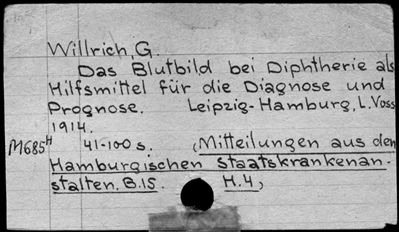 Willrich, G.
Das Blutbild bei Diphtherie als
Hilfsmittel für die Diagnose und
Prognose. Leipzig-Hamburg, L. Voss
1914.
M685H 41-100 s. (Mitteilungen aus den
Hamburgischen Staatskrankenan-
stalten. B.15. H.4,